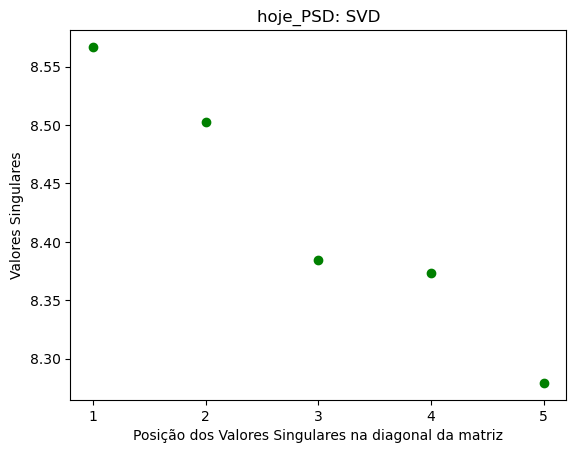 hoje_PSD: SVD
Valores Singulares
8.55
8.50
8.45
8.40
8.35
8.30
1 2 3 4 5
Posição dos Valores Singulares na diagonal da matriz